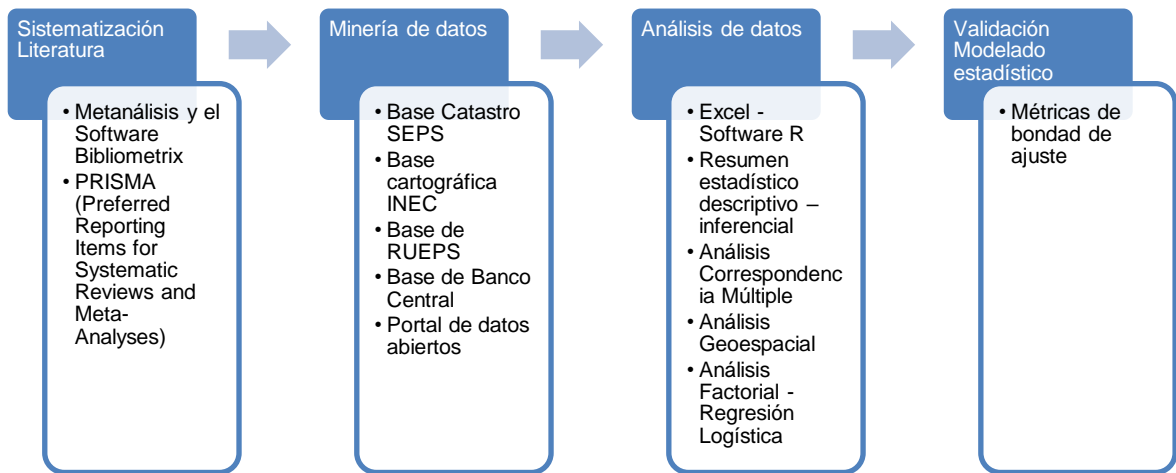 Sistematización
Literatura
• Metanálisis y el
Software
Bibliometrix
• PRISMA
(Preferred
Reporting
Items for
Systematic
Reviews and
Meta-
Analyses)
Minería de datos
• Base Catastro
SEPS
• Base
cartográfica
INEC
• Base de
RUEPS
• Base de Banco
Central
• Portal de datos
abiertos
Análisis de datos
• Excel -
Software R
• Resumen
estadístico
descriptivo –
inferencial
• Análisis
Correspondenc
ia Múltiple
• Análisis
Geoespacial
• Análisis
Factorial -
Regresión
Logística
Validación
Modelado
estadístico
• Métricas de
bondad de
ajuste